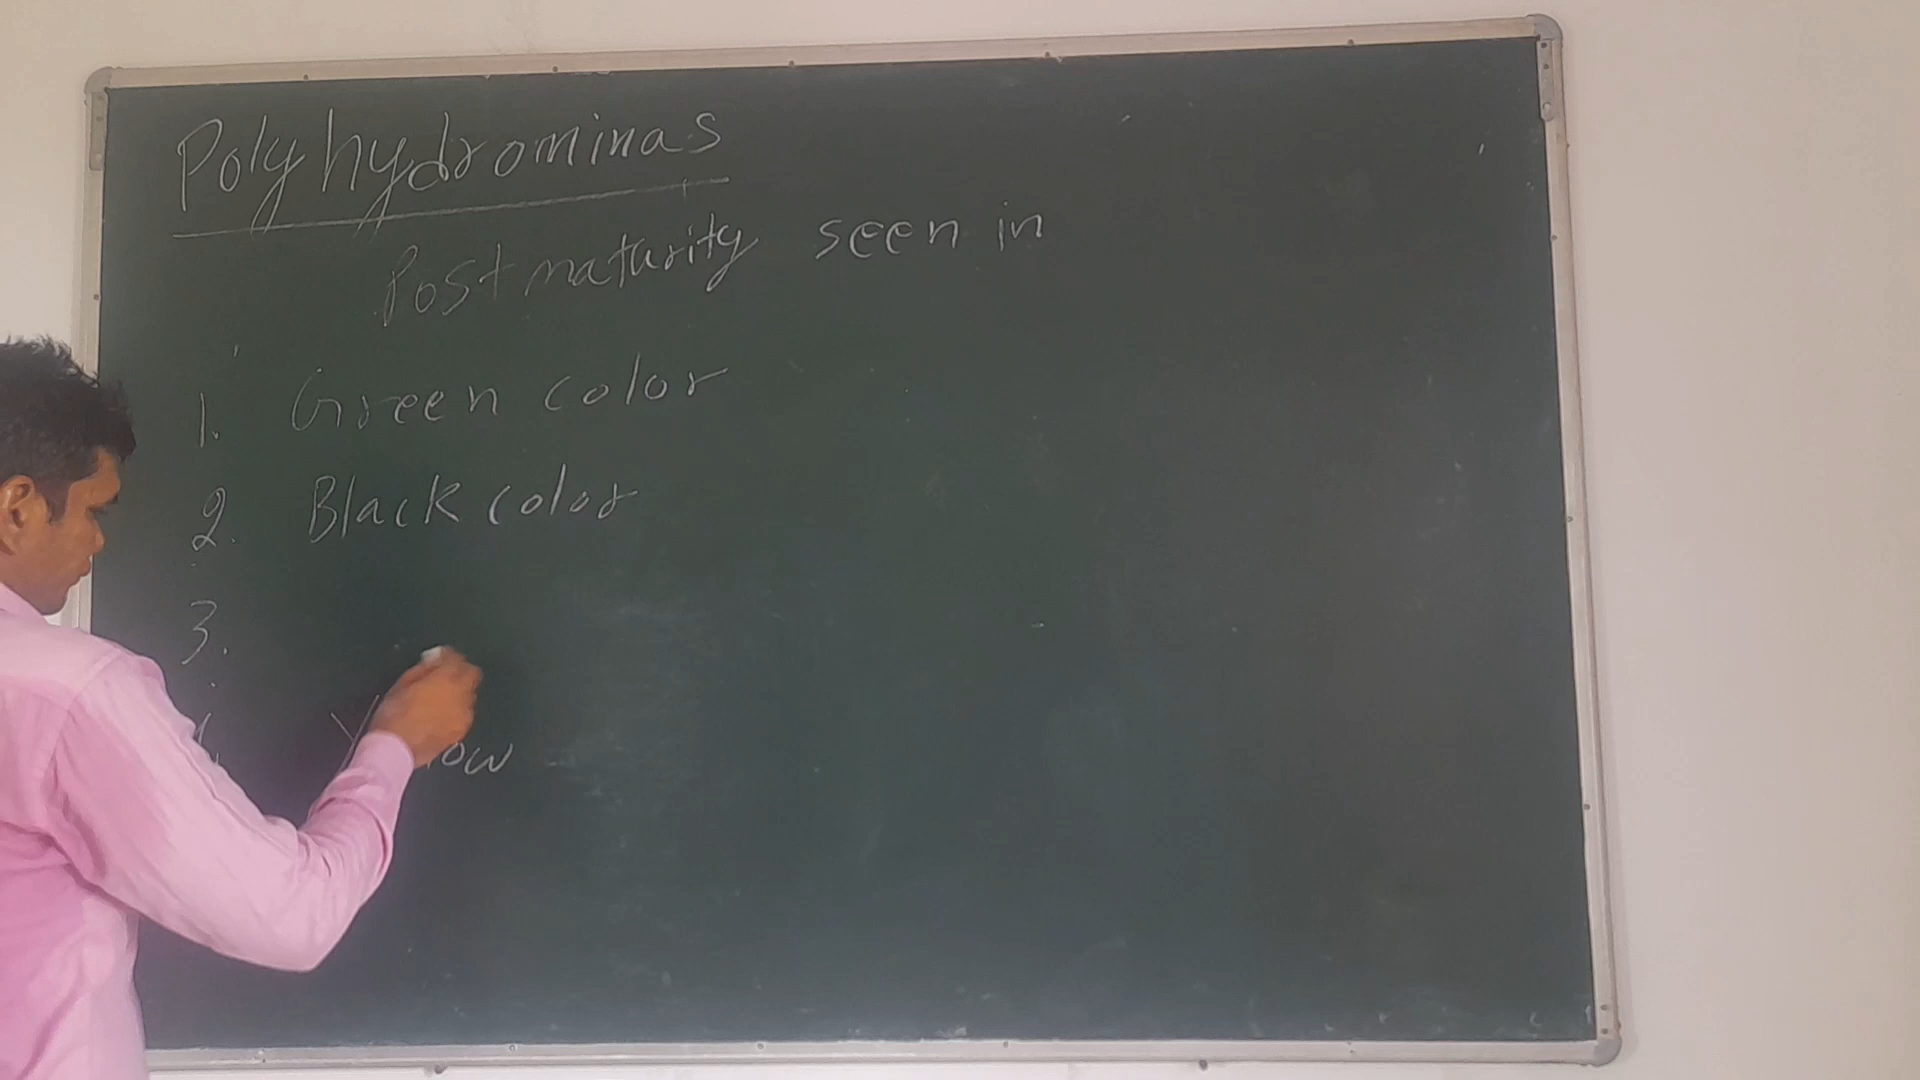 Polyhydrominas
Postmaturity seen in
1. Green color
2. Black color
3.